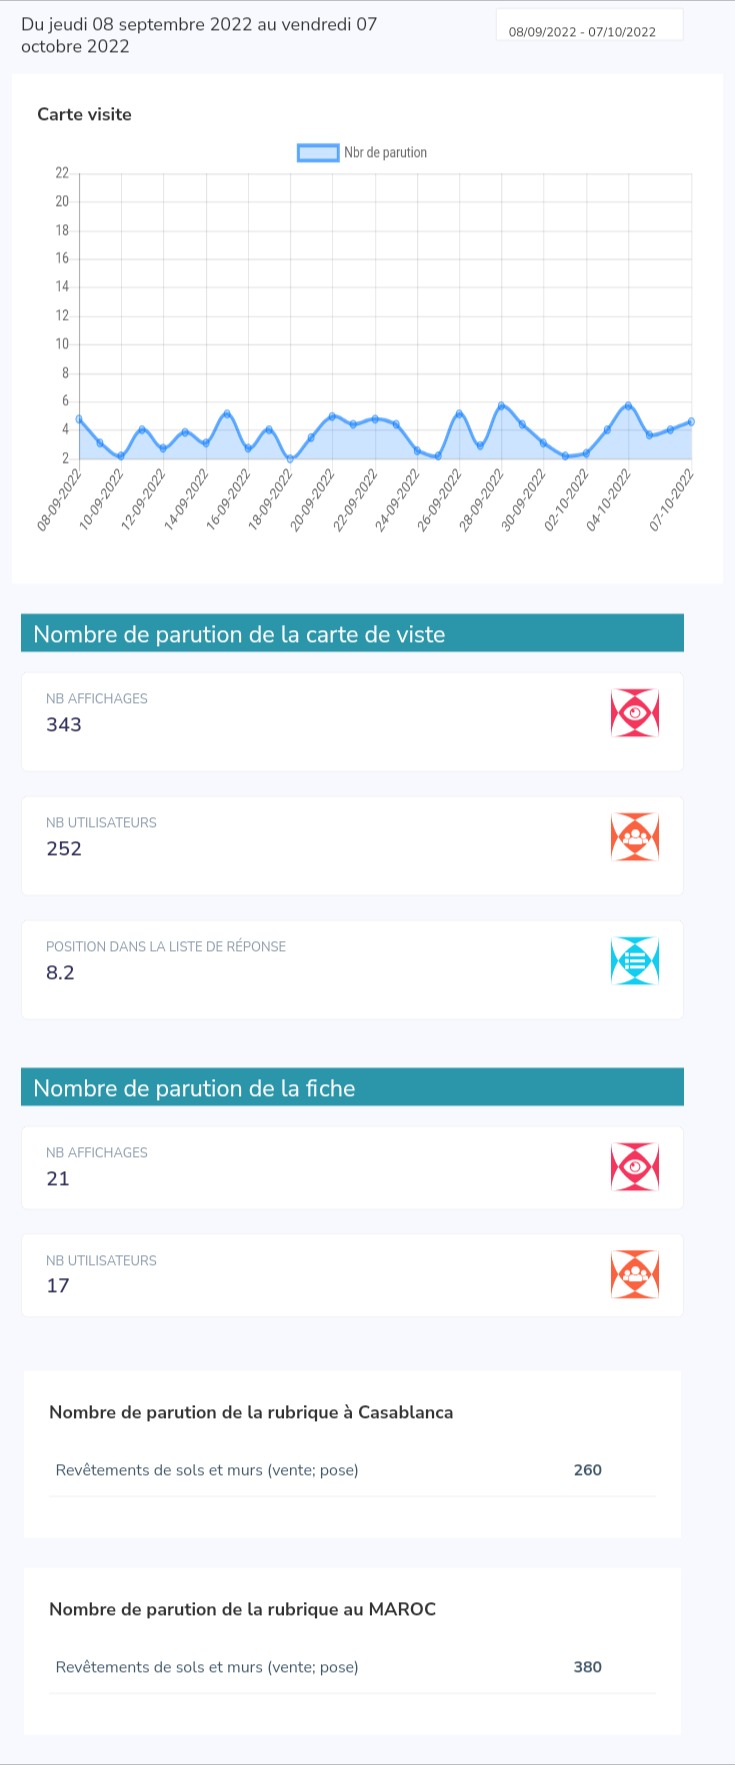 Du jeudi 08 septembre 2022 au vendredi 07
octobre 2022
08/09/2022 - 07/10/2022
Carte visite
Nbr de parution
22
20
18
16
14
12
10
8
6
4
2
08-09-2022
10-09-2022
12-09-2022
14-09-2022
16-09-2022
18-09-2022
20-09-2022
22-09-2022
24-09-2022
26-09-2022
28-09-2022
30-09-2022
02-10-2022
04-10-2022
07-10-2022
Nombre de parution de la carte de viste
NB AFFICHAGES
343
NB UTILISATEURS
252
POSITION DANS LA LISTE DE RÉPONSE
8.2
Nombre de parution de la fiche
NB AFFICHAGES
21
NB UTILISATEURS
17
Nombre de parution de la rubrique à Casablanca
Revêtements de sols et murs (vente; pose) 260
Nombre de parution de la rubrique au MAROC
Revêtements de sols et murs (vente; pose) 380